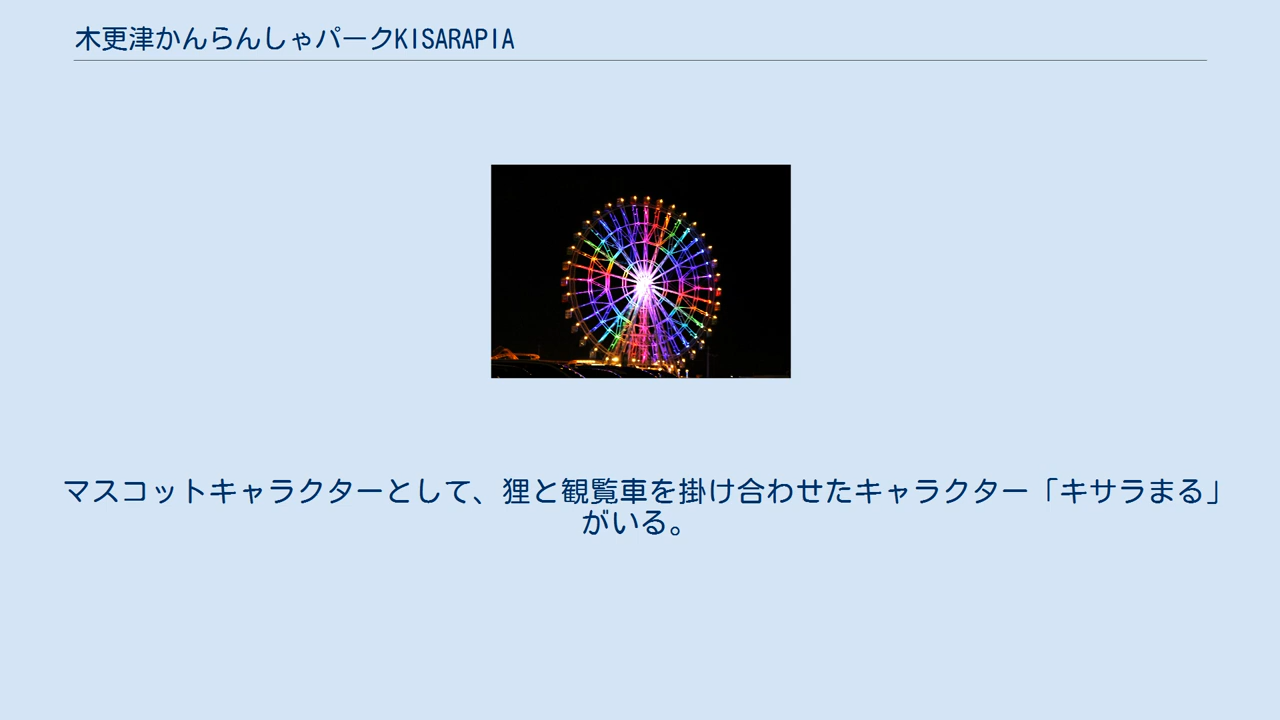 木更津かんらんしゃパークKISARAPIA
マスコットキャラクターとして、狸と観覧車を掛け合わせたキャラクター「キサラまる」
がいる。